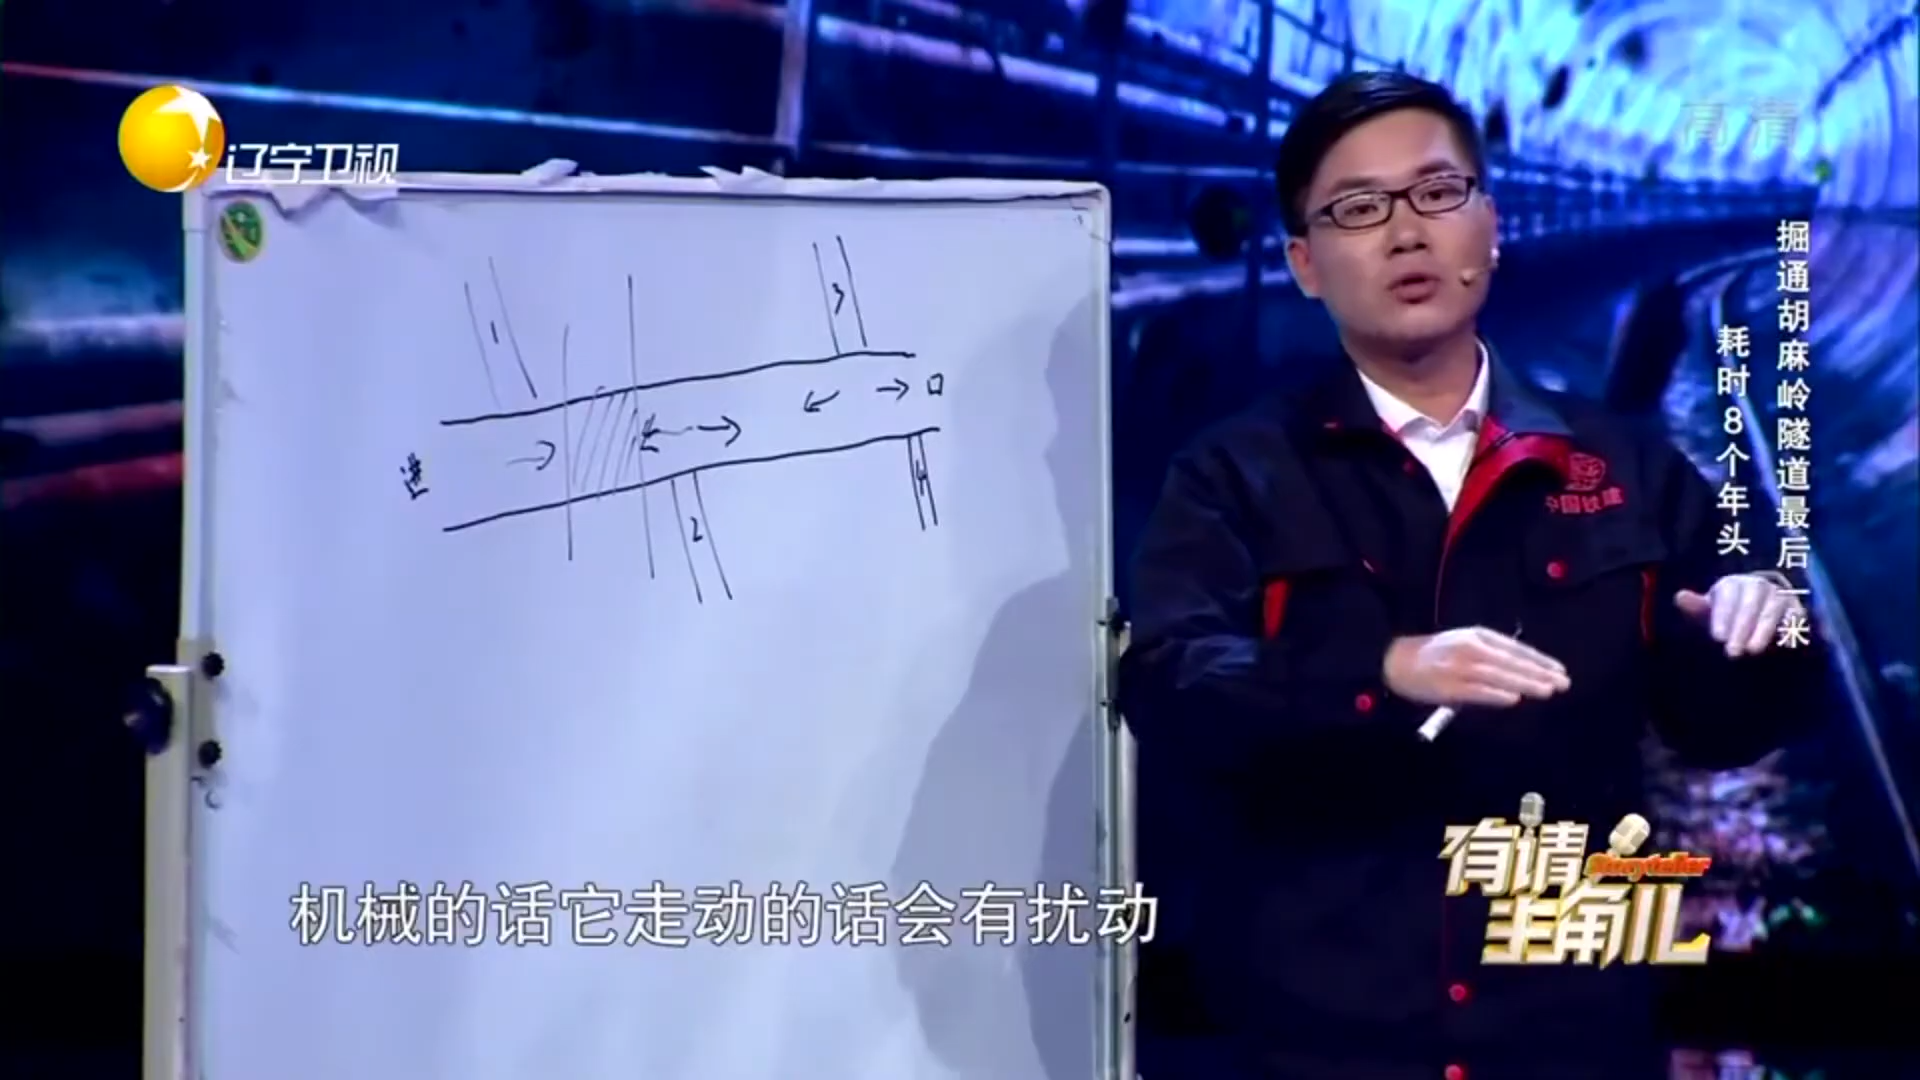 辽宁卫视
高清
掘通胡麻岭隧道最后一米
耗时8个年头
1
3
进
口
2
4
中国铁建
机械的话它走动的话会有扰动
有请
Storyteller
主角儿